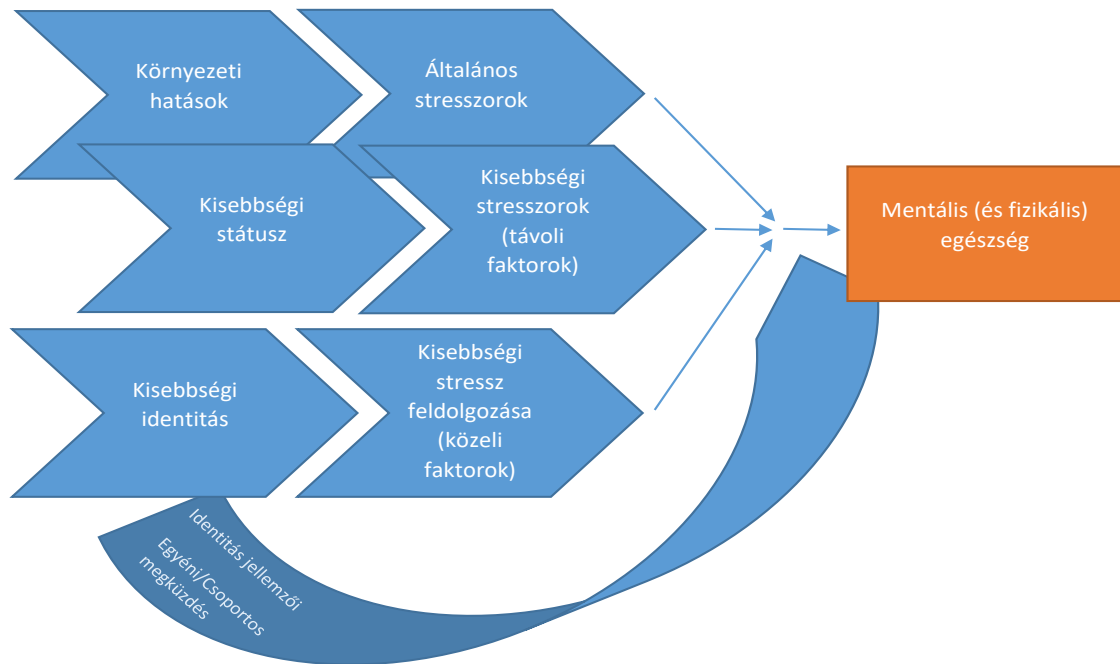 Környezeti
hatások
Általános
stresszorok
Kisebbségi
státusz
Kisebbségi
stresszorok
(távoli
faktorok)
Mentális (és fizikális)
egészség
Kisebbségi
identitás
Kisebbségi
stressz
feldolgozása
(közeli
faktorok)
Identitás jellemzői
Egyéni/Csoportos
megküzdés